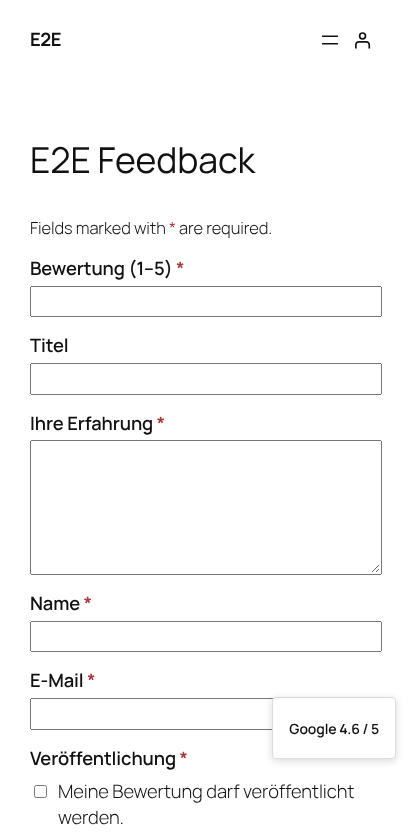 E2E
E2E Feedback
Fields marked with * are required.
Bewertung (1–5) *
Titel
Ihre Erfahrung *
Name *
E-Mail *
Google 4.6 / 5
Veröffentlichung *
Meine Bewertung darf veröffentlicht
werden.